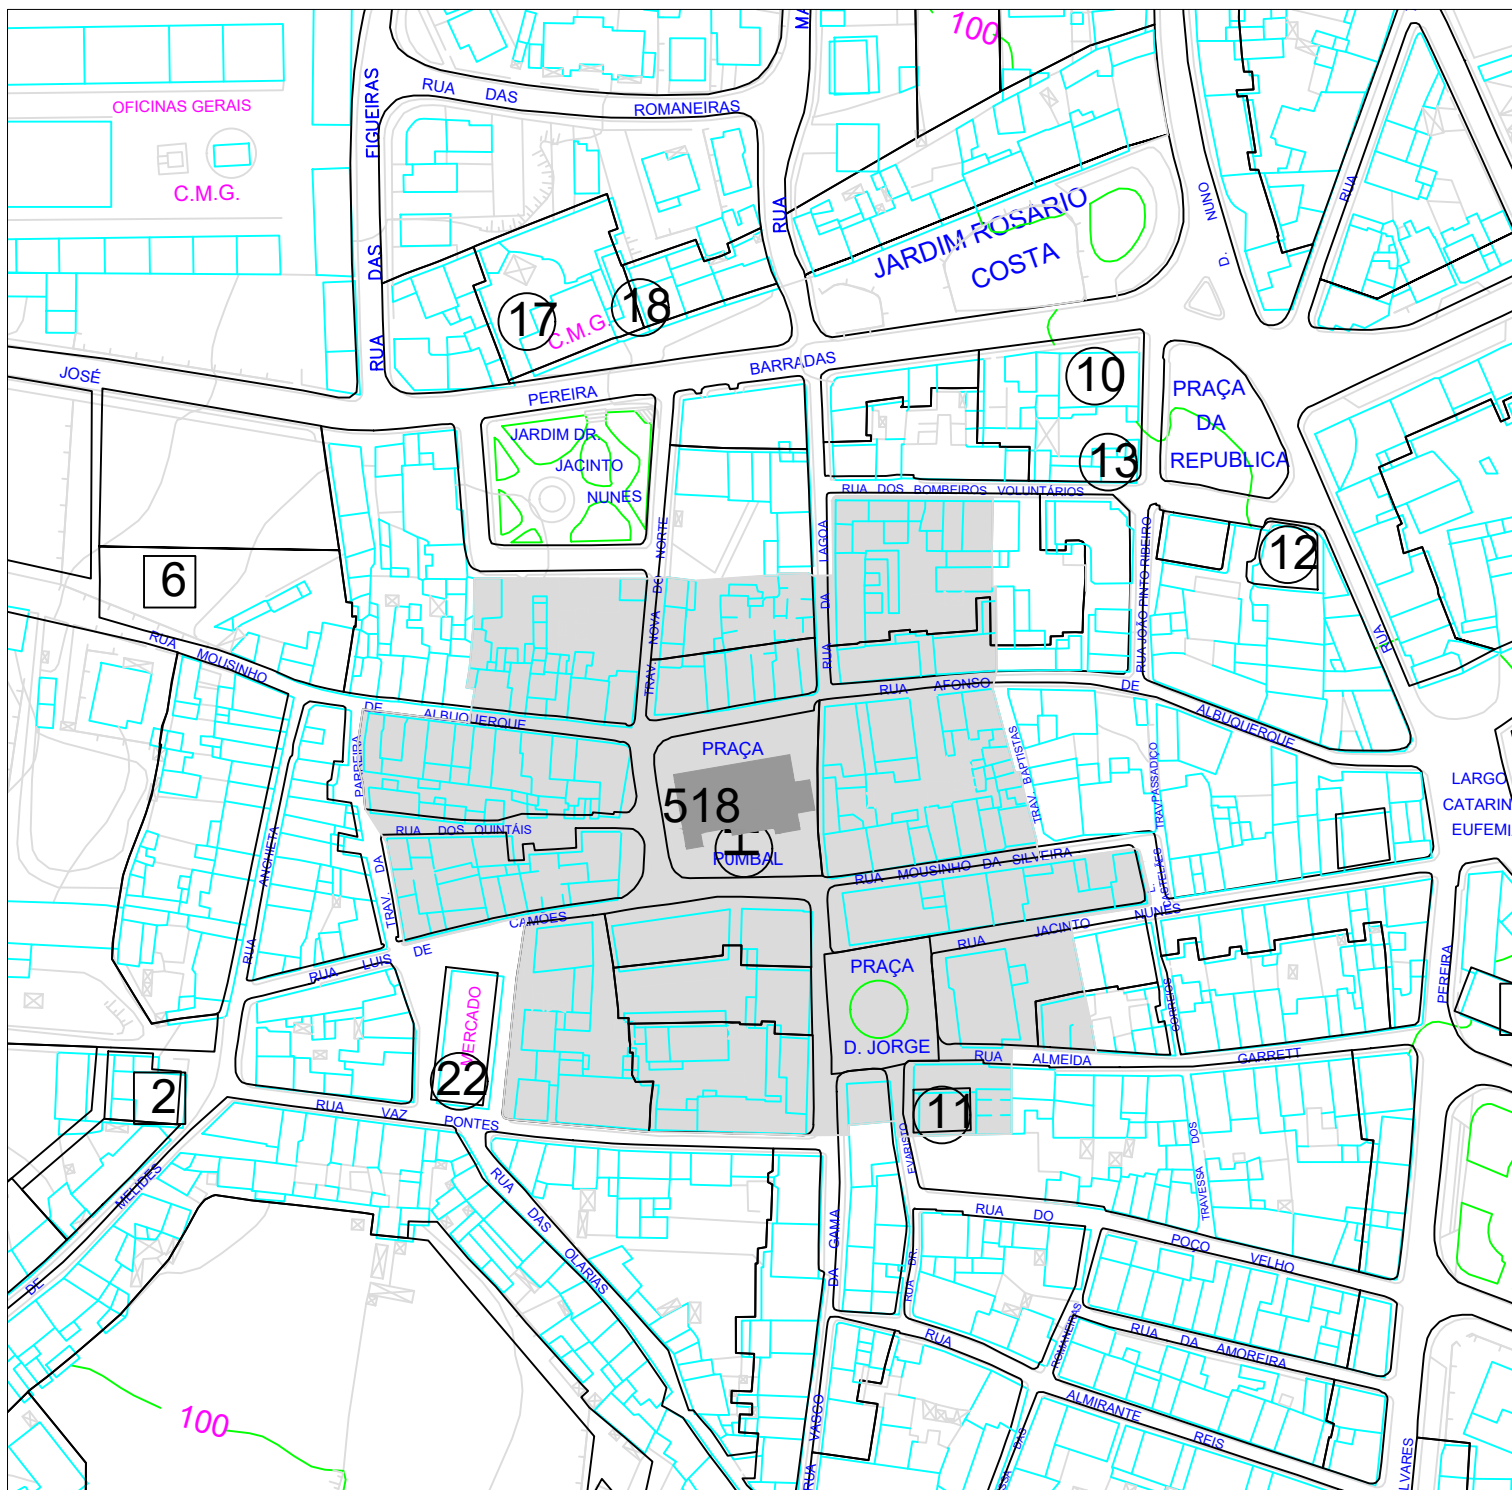 100
MA
FIGUEIRAS
RUA DAS ROMANEIRAS
OFICINAS GERAIS
C.M.G.
RUA
JARDIM ROSARIO
COSTA
D. NUNO
RUA
RUA DAS
17
C.M.G.
18
JOSÉ
PEREIRA
BARRADAS
10
PRAÇA
DA
REPUBLICA
JARDIM DR.
JACINTO
NUNES
13
RUA DOS BOMBEIROS VOLUNTÁRIOS
TRAV. NOVA DO NORTE
RUA DA LAGOA
RUA JOÃO PINTO RIBEIRO
12
RUA
6
RUA MOUSINHO
DE ALBUQUERQUE
RUA AFONSO
DE
ALBUQUERQUE
PRAÇA
518
1
TRAV. BAPTISTAS
TRAV.PASSADIÇO
LARGO
CATARIN
EUFEMI
TRAV. DA PARREIRA
RUA DOS QUINTÁIS
RUA ANCHIETA
RUA MOUSINHO DA SILVEIRA
L. CASTELÃES
RUA LUIS DE
CAMOES
RUA JACINTO NUNES
PRAÇA
D. JORGE
CORREIOS
PEREIRA
MERCADO
22
RUA ALMEIDA GARRETT
2
RUA VAZ PONTES
11
EVARISTO
TRAVESSA DOS
DE MELIDES
RUA DAS OLARIAS
DA GAMA
RUA DR.
RUA DO
POÇO VELHO
RUA
ROMANEIRAS
RUA DA AMOREIRA
100
RUA VASCO
ALMIRANTE
REIS
DAS
LVARES